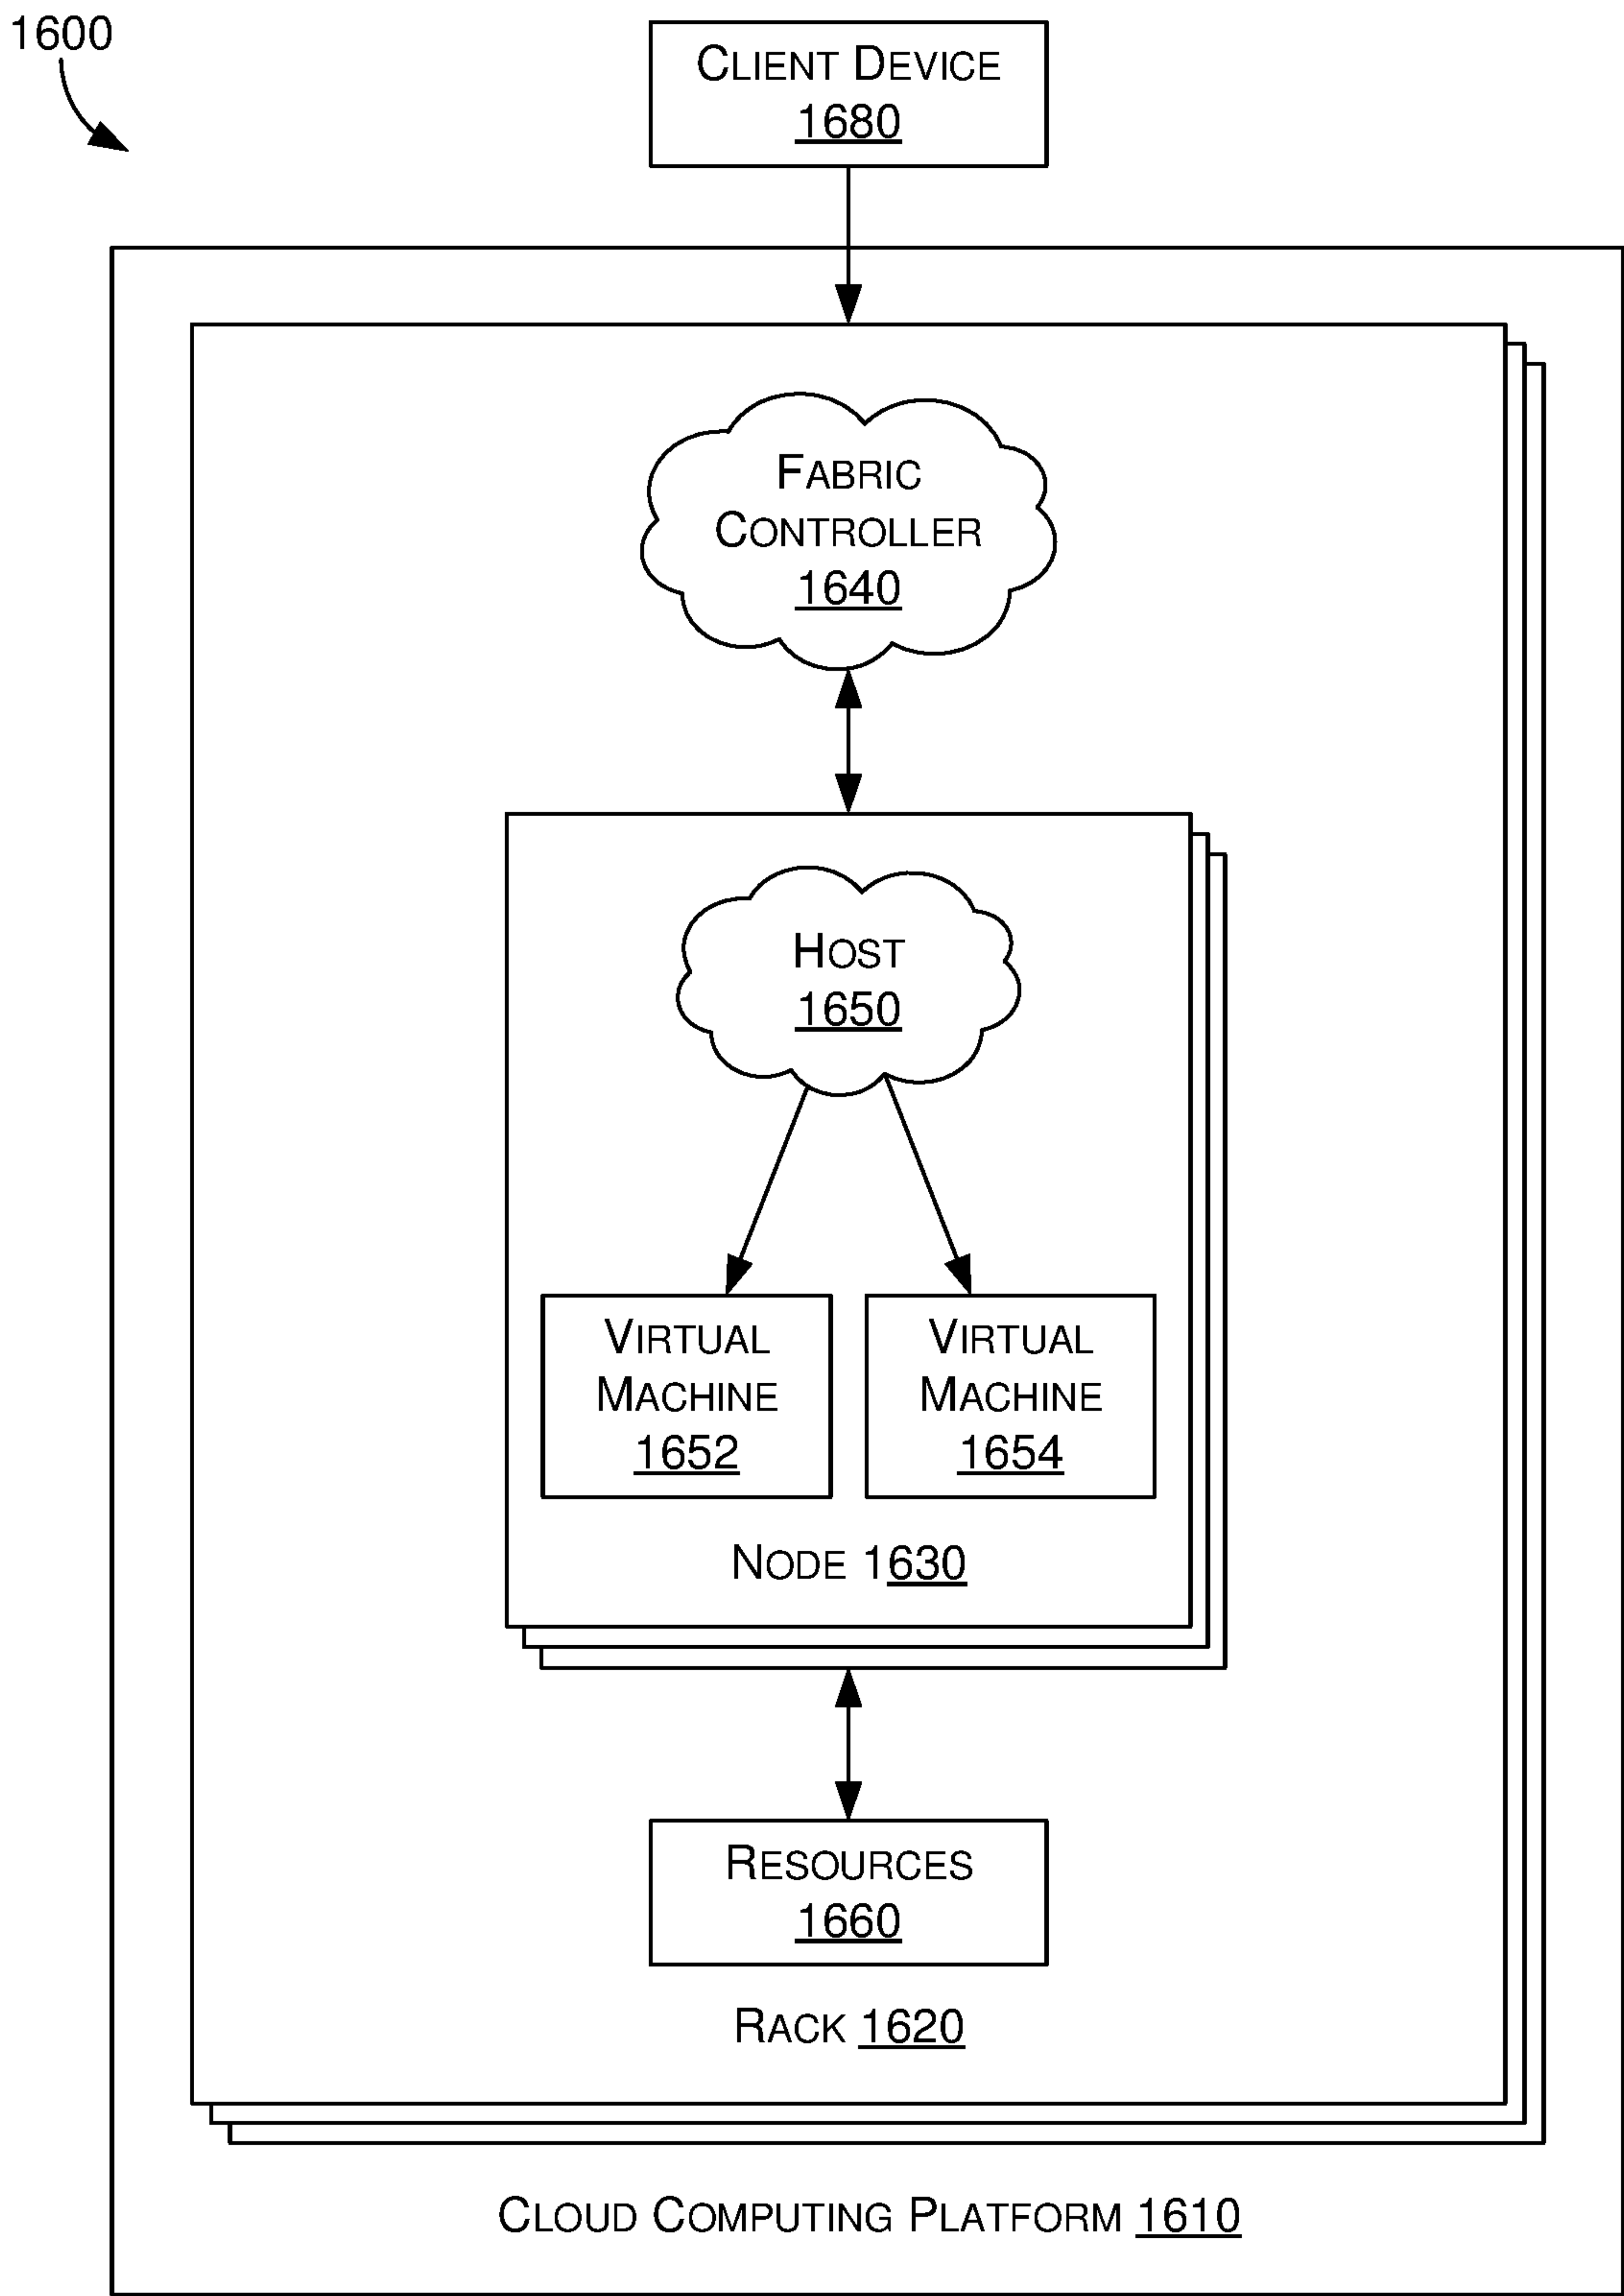 1600
CLIENT DEVICE
1680
FABRIC
CONTROLLER
1640
HOST
1650
VIRTUAL
MACHINE
1652
VIRTUAL
MACHINE
1654
NODE 1630
RESOURCES
1660
RACK 1620
CLOUD COMPUTING PLATFORM 1610